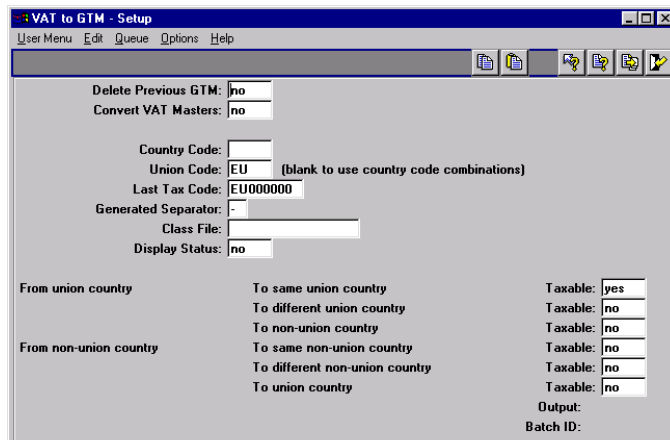 VAT to GTM - Setup
User Menu Edit Queue Options Help
Delete Previous GTM: no
Convert VAT Masters: no
Country Code:
Union Code: EU (blank to use country code combinations)
Last Tax Code: EU000000
Generated Separator: -
Class File:
Display Status: no
From union country To same union country Taxable: yes
To different union country Taxable: no
To non-union country Taxable: no
From non-union country To same non-union country Taxable: no
To different non-union country Taxable: no
To union country Taxable: no
Output:
Batch ID: